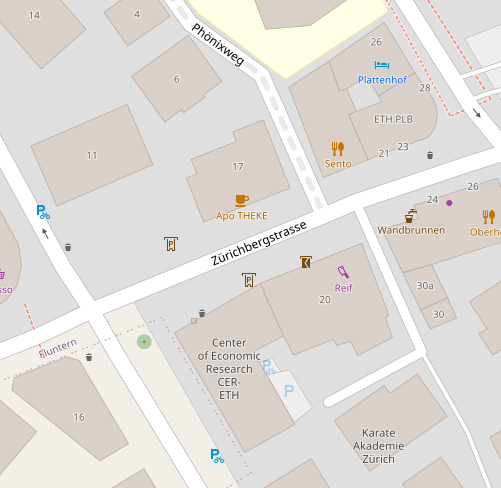 14
4
Phönixweg
26
6
Plattenhof
28
ETH PLB
11
23
21
Sento
17
26
24
Apo THEKE
P
P
Wandbrunnen
Zürichbergstrasse
P
30a
Reif
20
30
Fluntern
Center
of Economic
Research
CER-
ETH
P
P
16
Karate
Akademie
Zürich
P